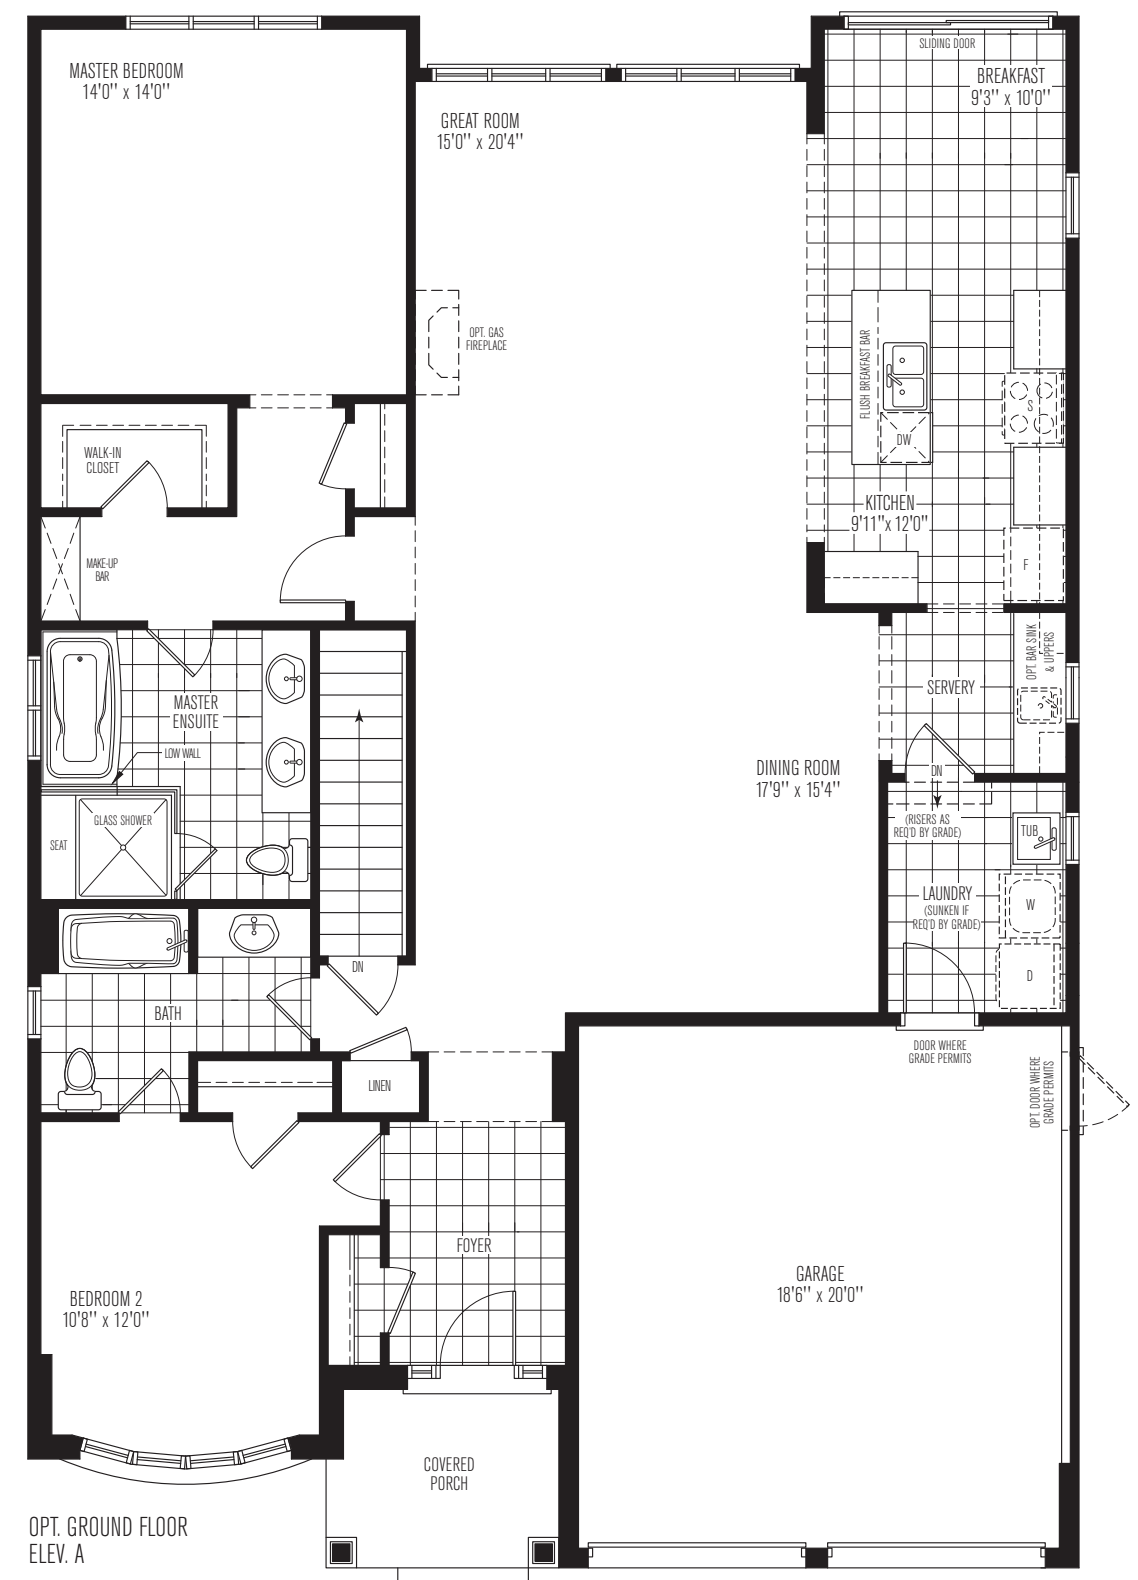 SLIDING DOOR
MASTER BEDROOM
14'0" x 14'0"
BREAKFAST
9'3" x 10'0"
GREAT ROOM
15'0" x 20'4"
OPT. GAS
FIREPLACE
FLUSH BREAKFAST BAR
S
DW
WALK-IN
CLOSET
KITCHEN
9'11" x 12'0"
F
MAKE-UP
BAR
OPT. BAR SINK
& UPPERS
SERVERY
MASTER
ENSUITE
LOW WALL
DINING ROOM
17'9" x 15'4"
DN
(RISERS AS
REQ'D BY GRADE)
GLASS SHOWER
SEAT
TUB
LAUNDRY
(SUNKEN IF
REQ'D BY GRADE)
W
D
DN
BATH
LINEN
DOOR WHERE
GRADE PERMITS
OPT. DOOR WHERE
GRADE PERMITS
FOYER
GARAGE
18'6" x 20'0"
BEDROOM 2
10'8" x 12'0"
COVERED
PORCH
OPT. GROUND FLOOR
ELEV. A